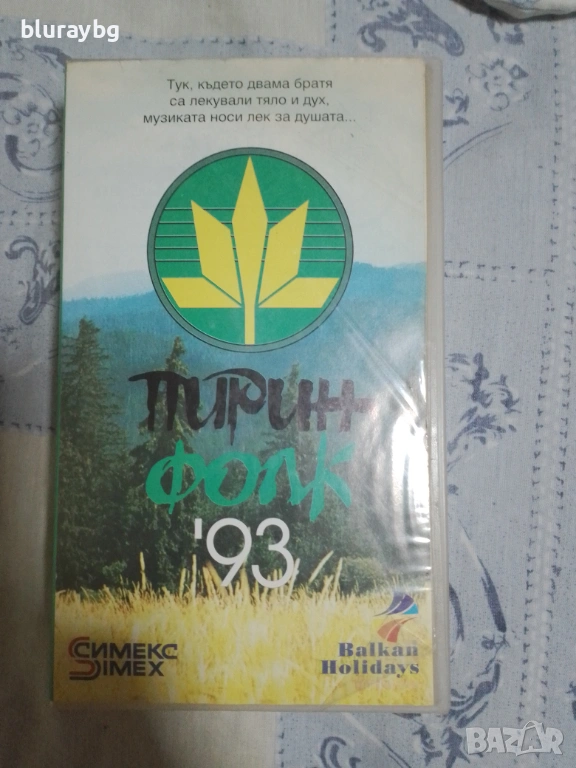 bluraybg
Тук, където двама братя
са лекували тяло и дух,
музиката носи лек за душата...
ПИРИН
ФОЛК
'93
СИМЕКС
SIMEX
Balkan
Holidays
BAZAR